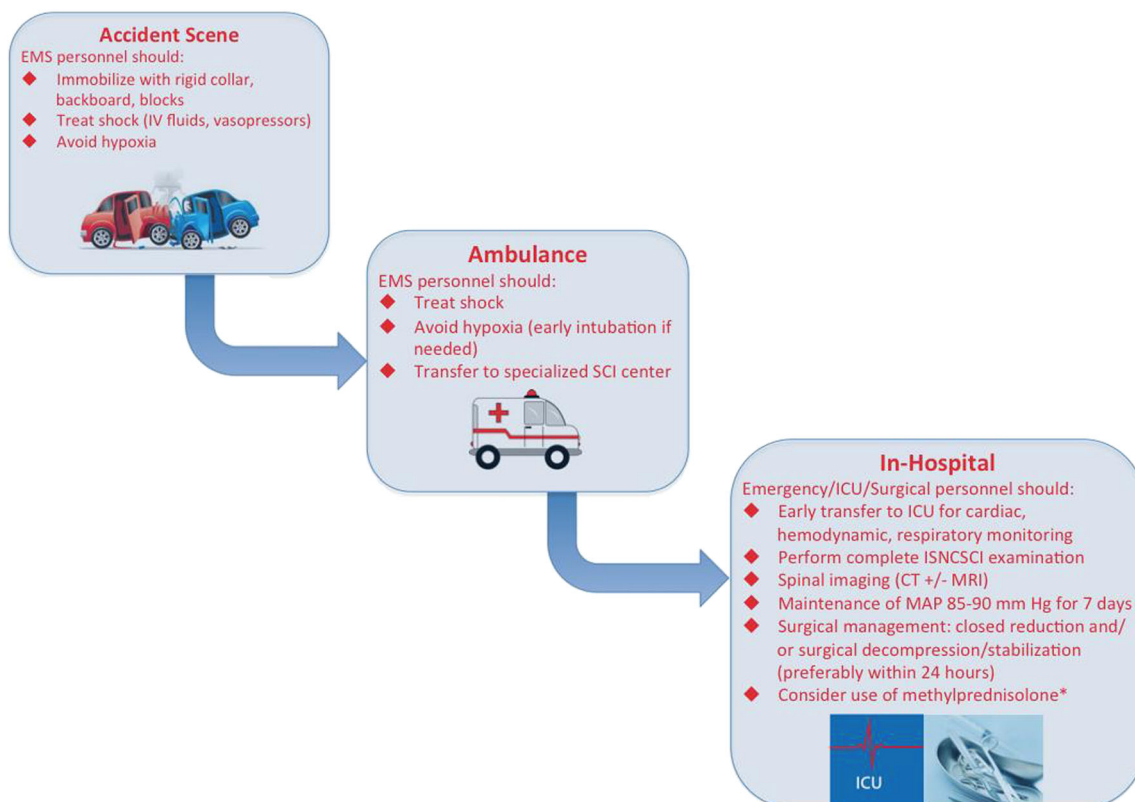 Accident Scene
EMS personnel should:
◆ Immobilize with rigid collar,
backboard, blocks
◆ Treat shock (IV fluids, vasopressors)
◆ Avoid hypoxia
Ambulance
EMS personnel should:
◆ Treat shock
◆ Avoid hypoxia (early intubation if
needed)
◆ Transfer to specialized SCI center
In-Hospital
Emergency/ICU/Surgical personnel should:
◆ Early transfer to ICU for cardiac,
hemodynamic, respiratory monitoring
◆ Perform complete ISNCSCI examination
◆ Spinal imaging (CT +/- MRI)
◆ Maintenance of MAP 85-90 mm Hg for 7 days
◆ Surgical management: closed reduction and/
or surgical decompression/stabilization
(preferably within 24 hours)
◆ Consider use of methylprednisolone*
ICU